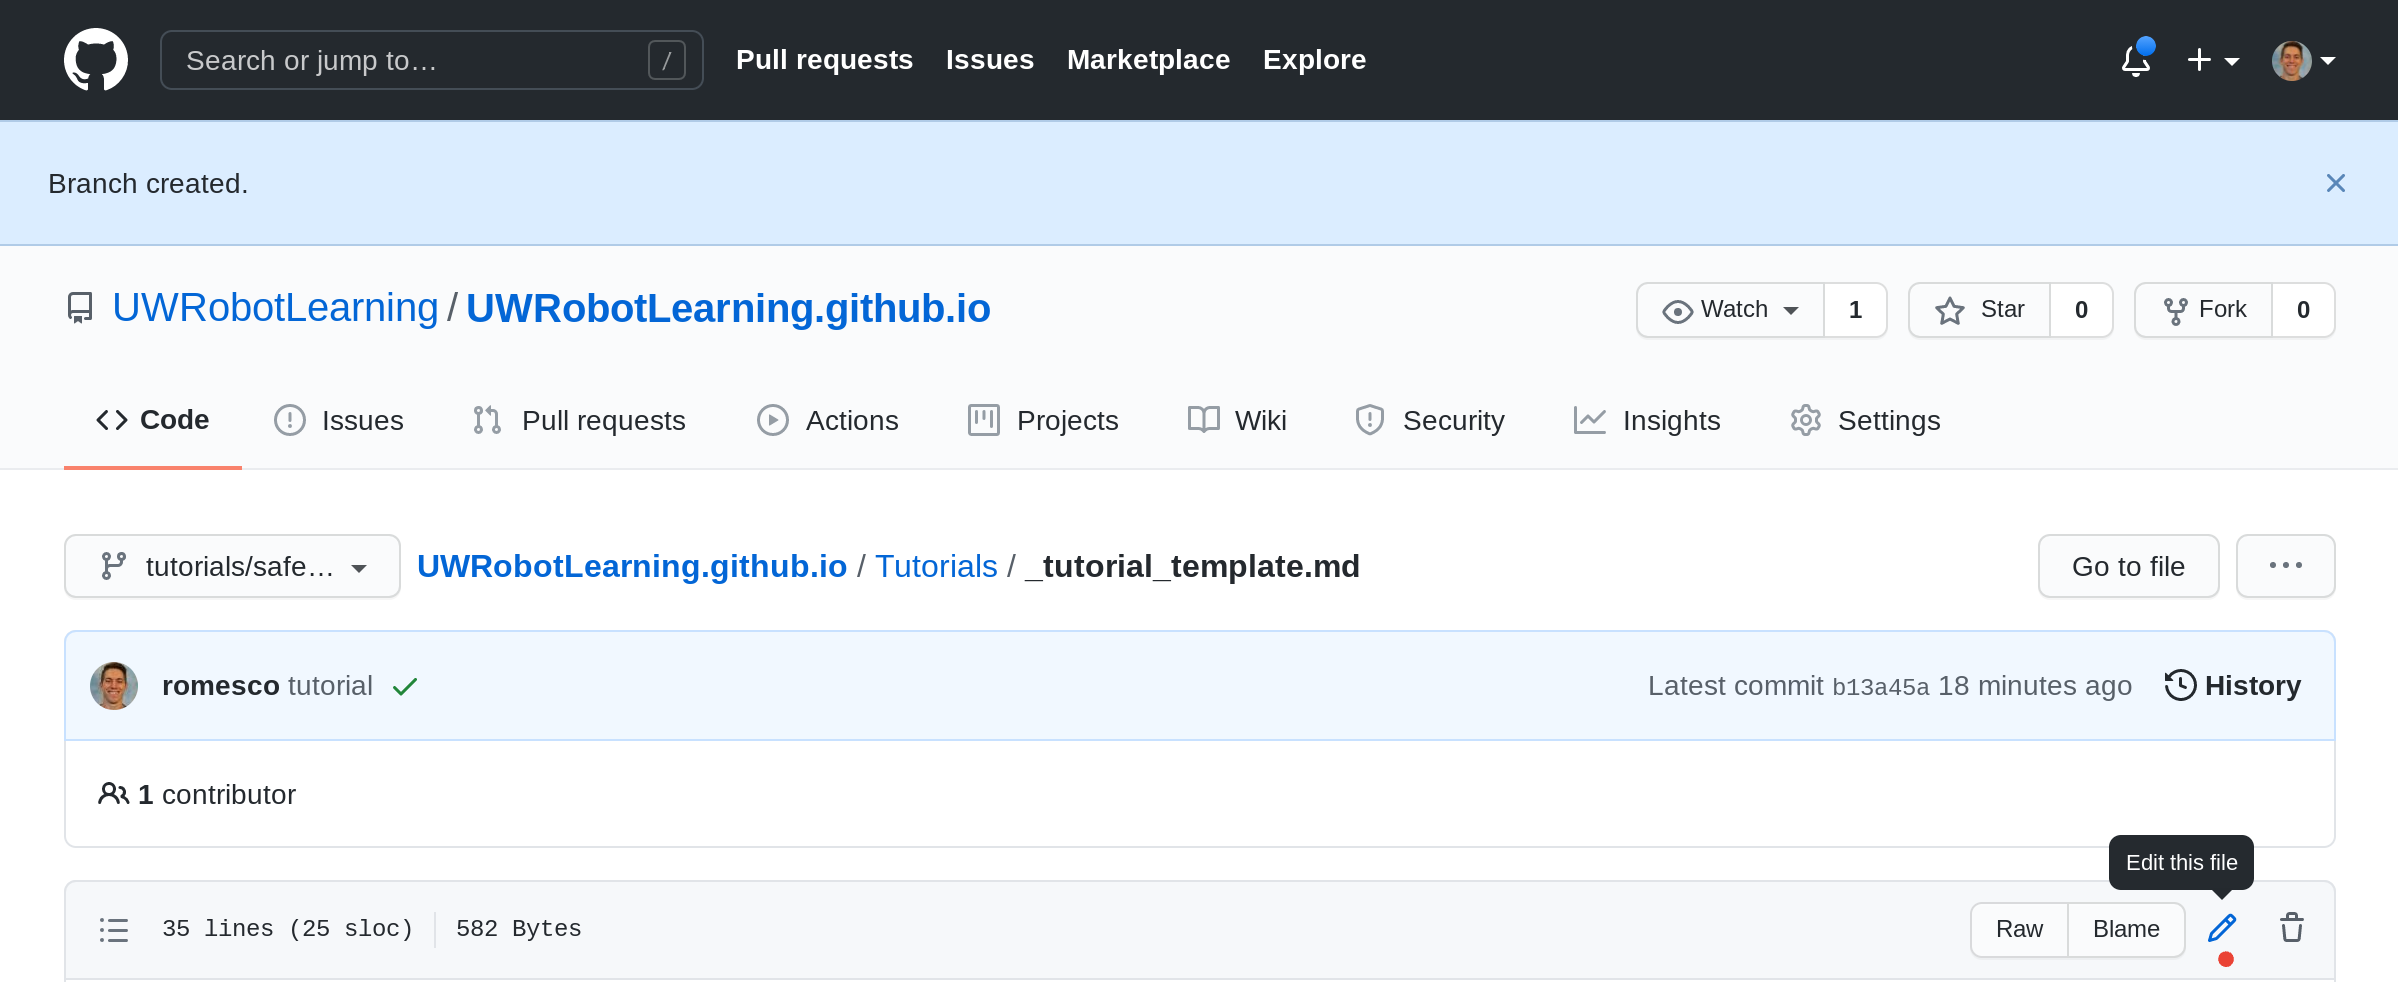 Search or jump to… / Pull requests Issues Marketplace Explore
Branch created.
UWRobotLearning / UWRobotLearning.github.io Watch 1 Star 0 Fork 0
Code Issues Pull requests Actions Projects Wiki Security Insights Settings
tutorials/safe… UWRobotLearning.github.io / Tutorials / _tutorial_template.md Go to file
romesco tutorial Latest commit b13a45a 18 minutes ago History
1 contributor
Edit this file
35 lines (25 sloc) 582 Bytes Raw Blame